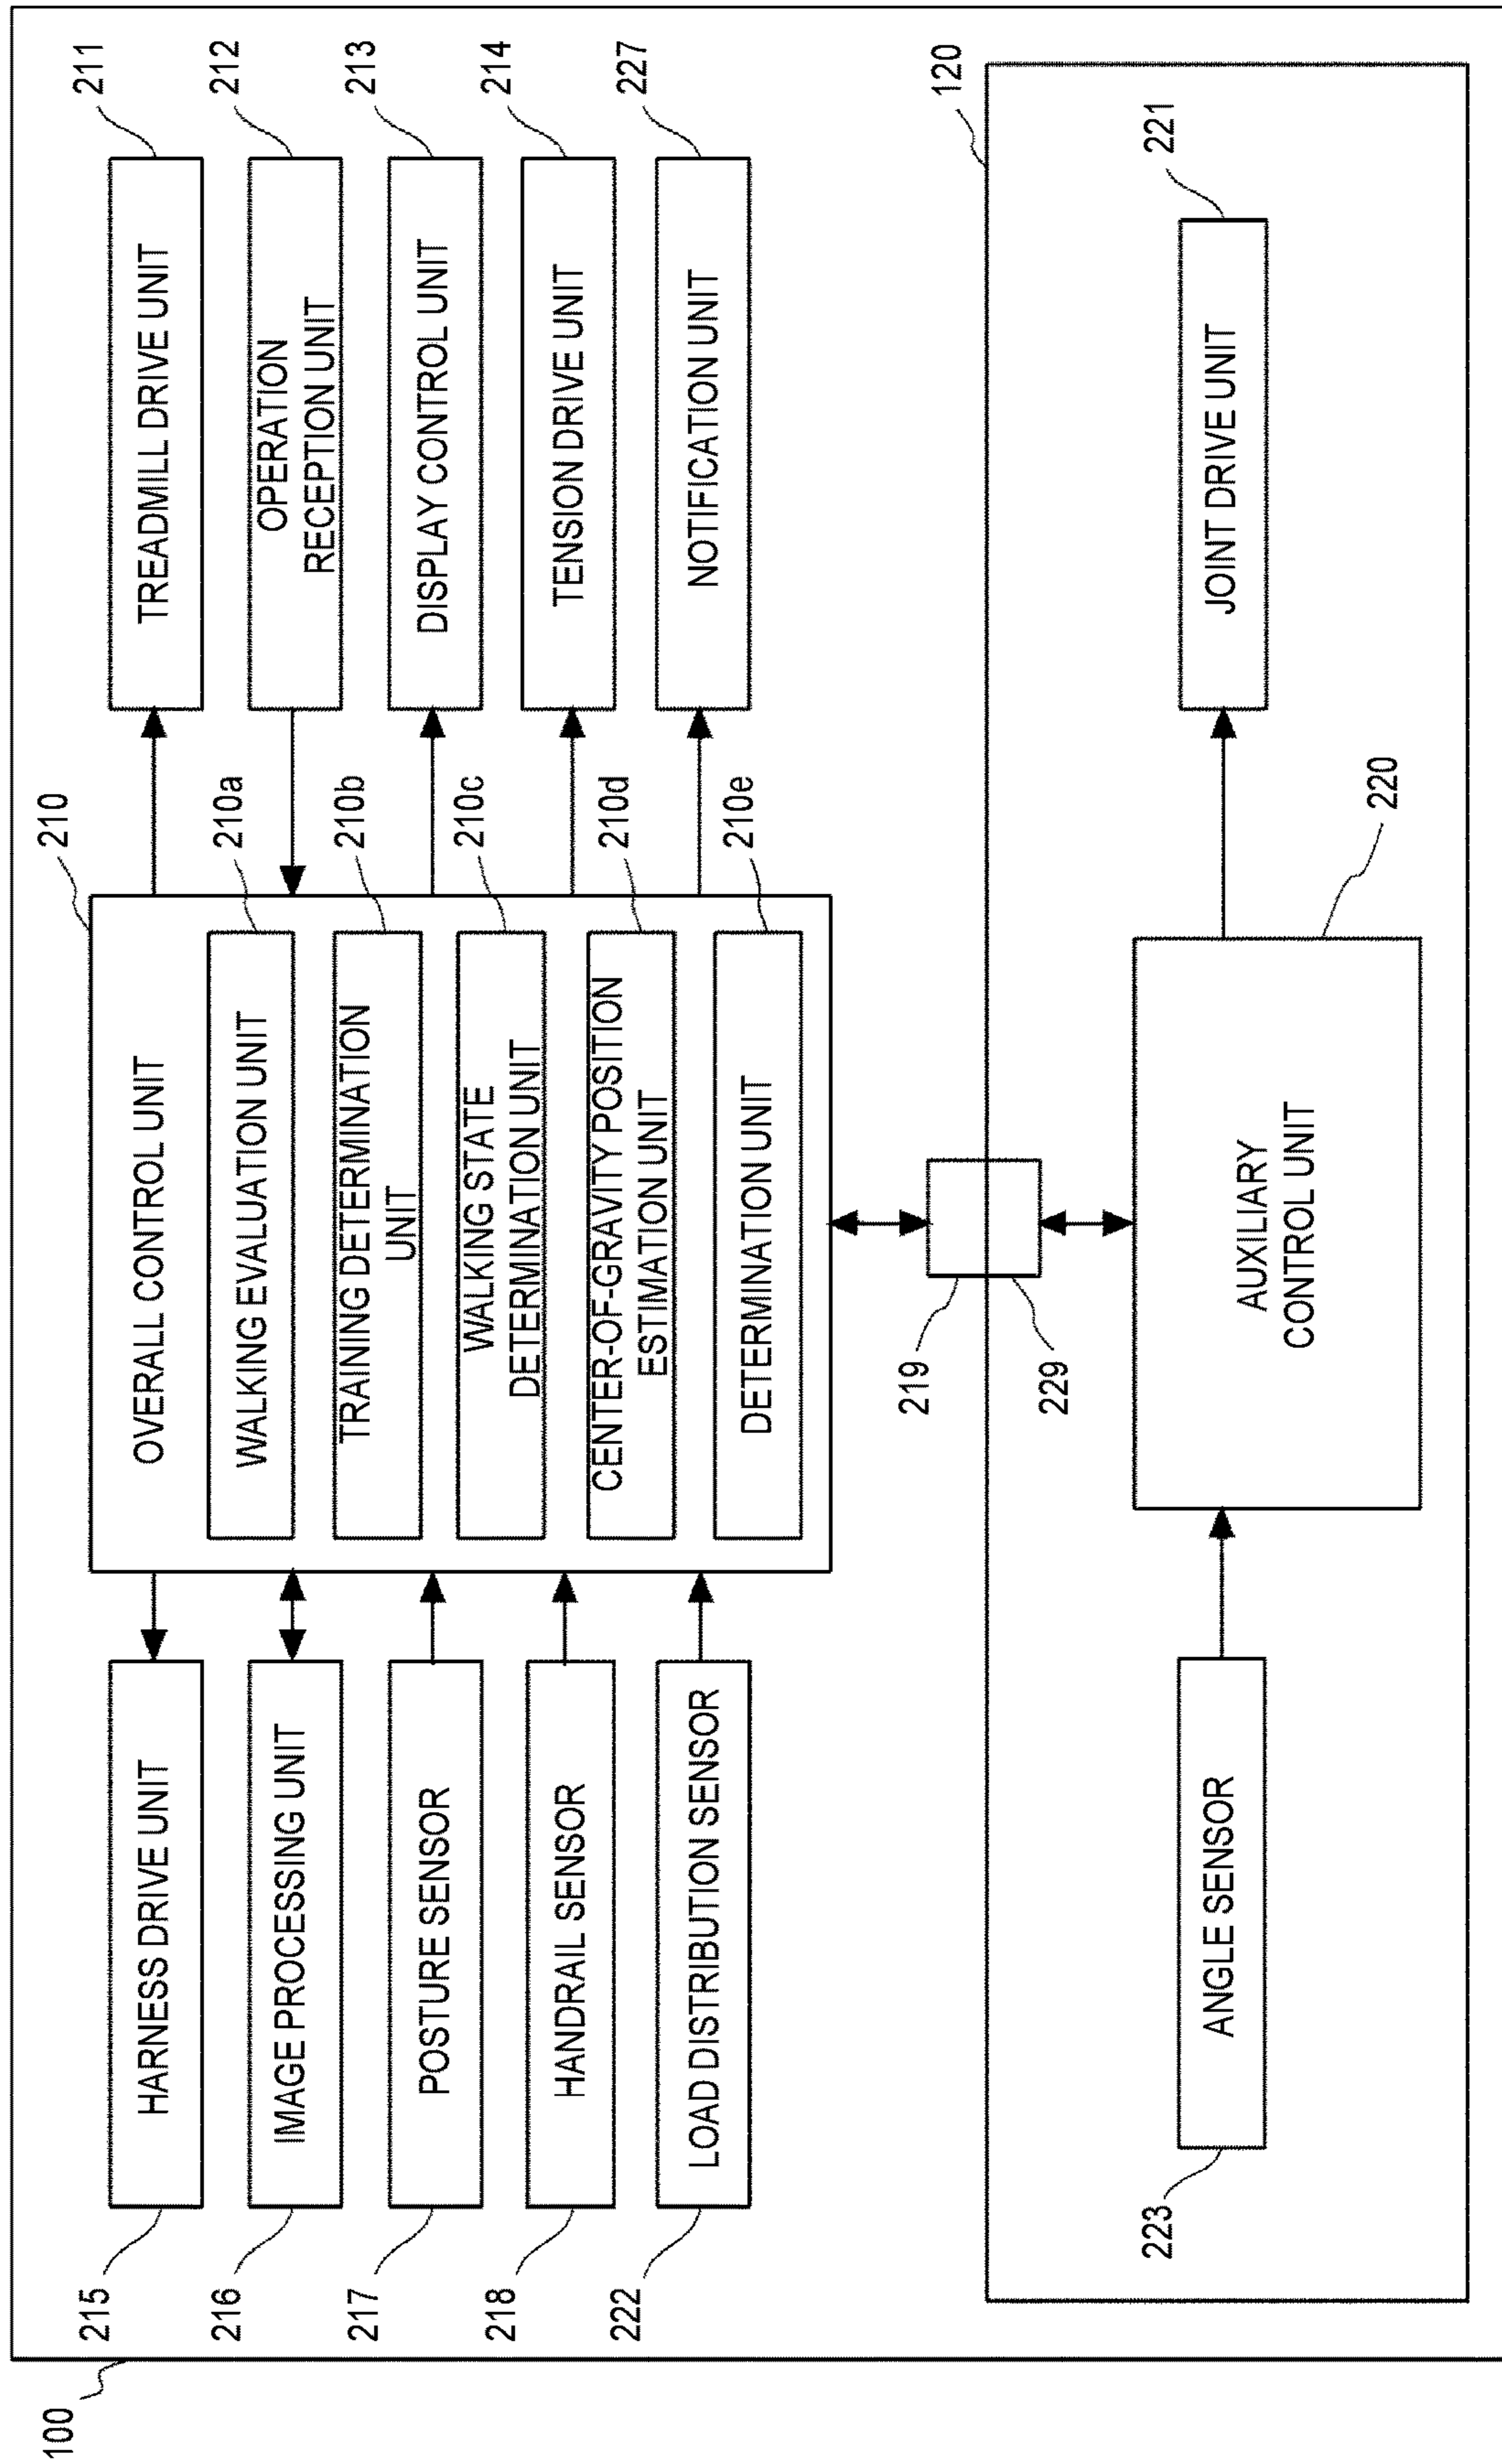 100
215
HARNESS DRIVE UNIT
216
IMAGE PROCESSING UNIT
217
POSTURE SENSOR
218
HANDRAIL SENSOR
222
LOAD DISTRIBUTION SENSOR
210
OVERALL CONTROL UNIT
210a
WALKING EVALUATION UNIT
210b
TRAINING DETERMINATION
UNIT
210c
WALKING STATE
DETERMINATION UNIT
210d
CENTER-OF-GRAVITY POSITION
ESTIMATION UNIT
210e
DETERMINATION UNIT
211
TREADMILL DRIVE UNIT
212
OPERATION
RECEPTION UNIT
213
DISPLAY CONTROL UNIT
214
TENSION DRIVE UNIT
227
NOTIFICATION UNIT
219
229
120
223
ANGLE SENSOR
220
AUXILIARY
CONTROL UNIT
221
JOINT DRIVE UNIT